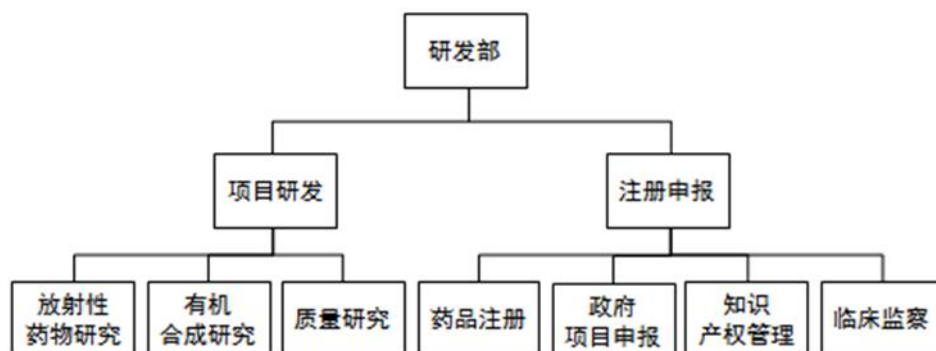 研发部
项目研发
注册申报
放射性
药物研究
有机
合成研究
质量研究
药品注册
政府
项目申报
知识
产权管理
临床监察